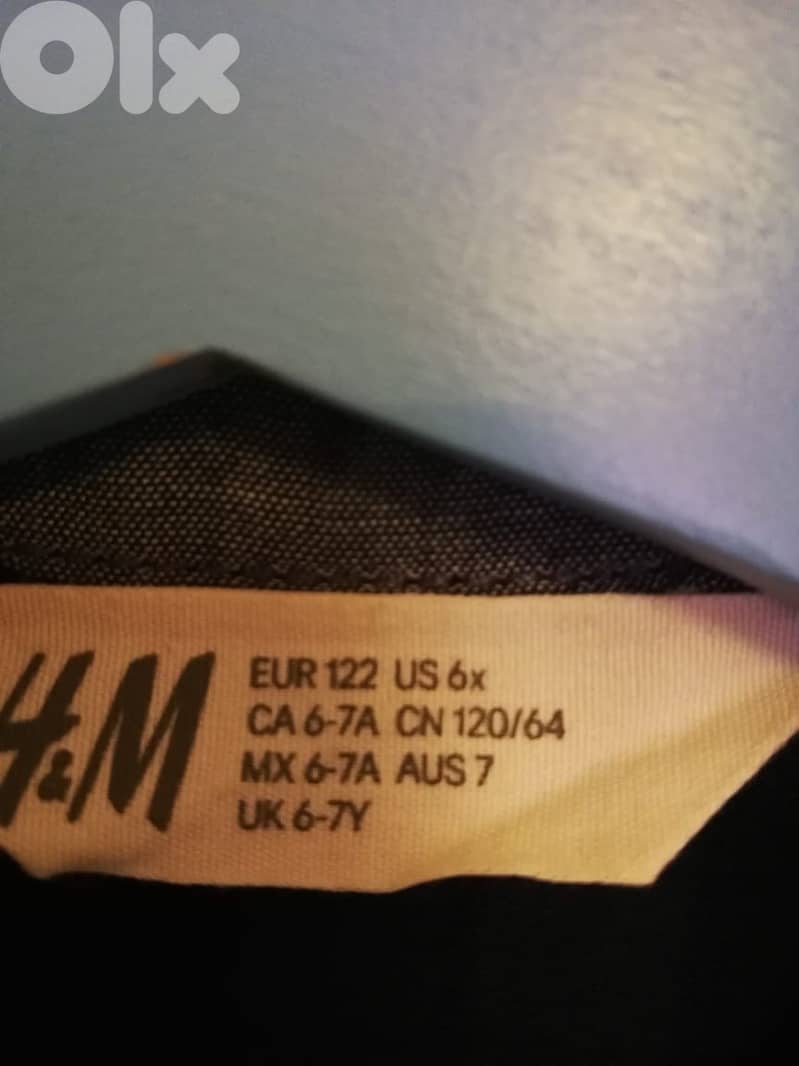 Olx
H&M
EUR 122 US 6x
CA 6-7A CN 120/64
MX 6-7A AUS 7
UK 6-7Y